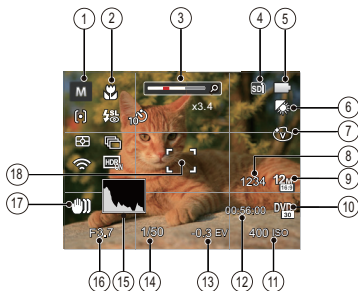 1 2 3 4 5
M SD
x3.4
SL 10 6
7
HDR 8
18 1234 12M 9
16:9
17 00:56:00 DVD 10
30
F3.7 1/50 -0.3 EV 400 ISO
16 15 14 13 12 11